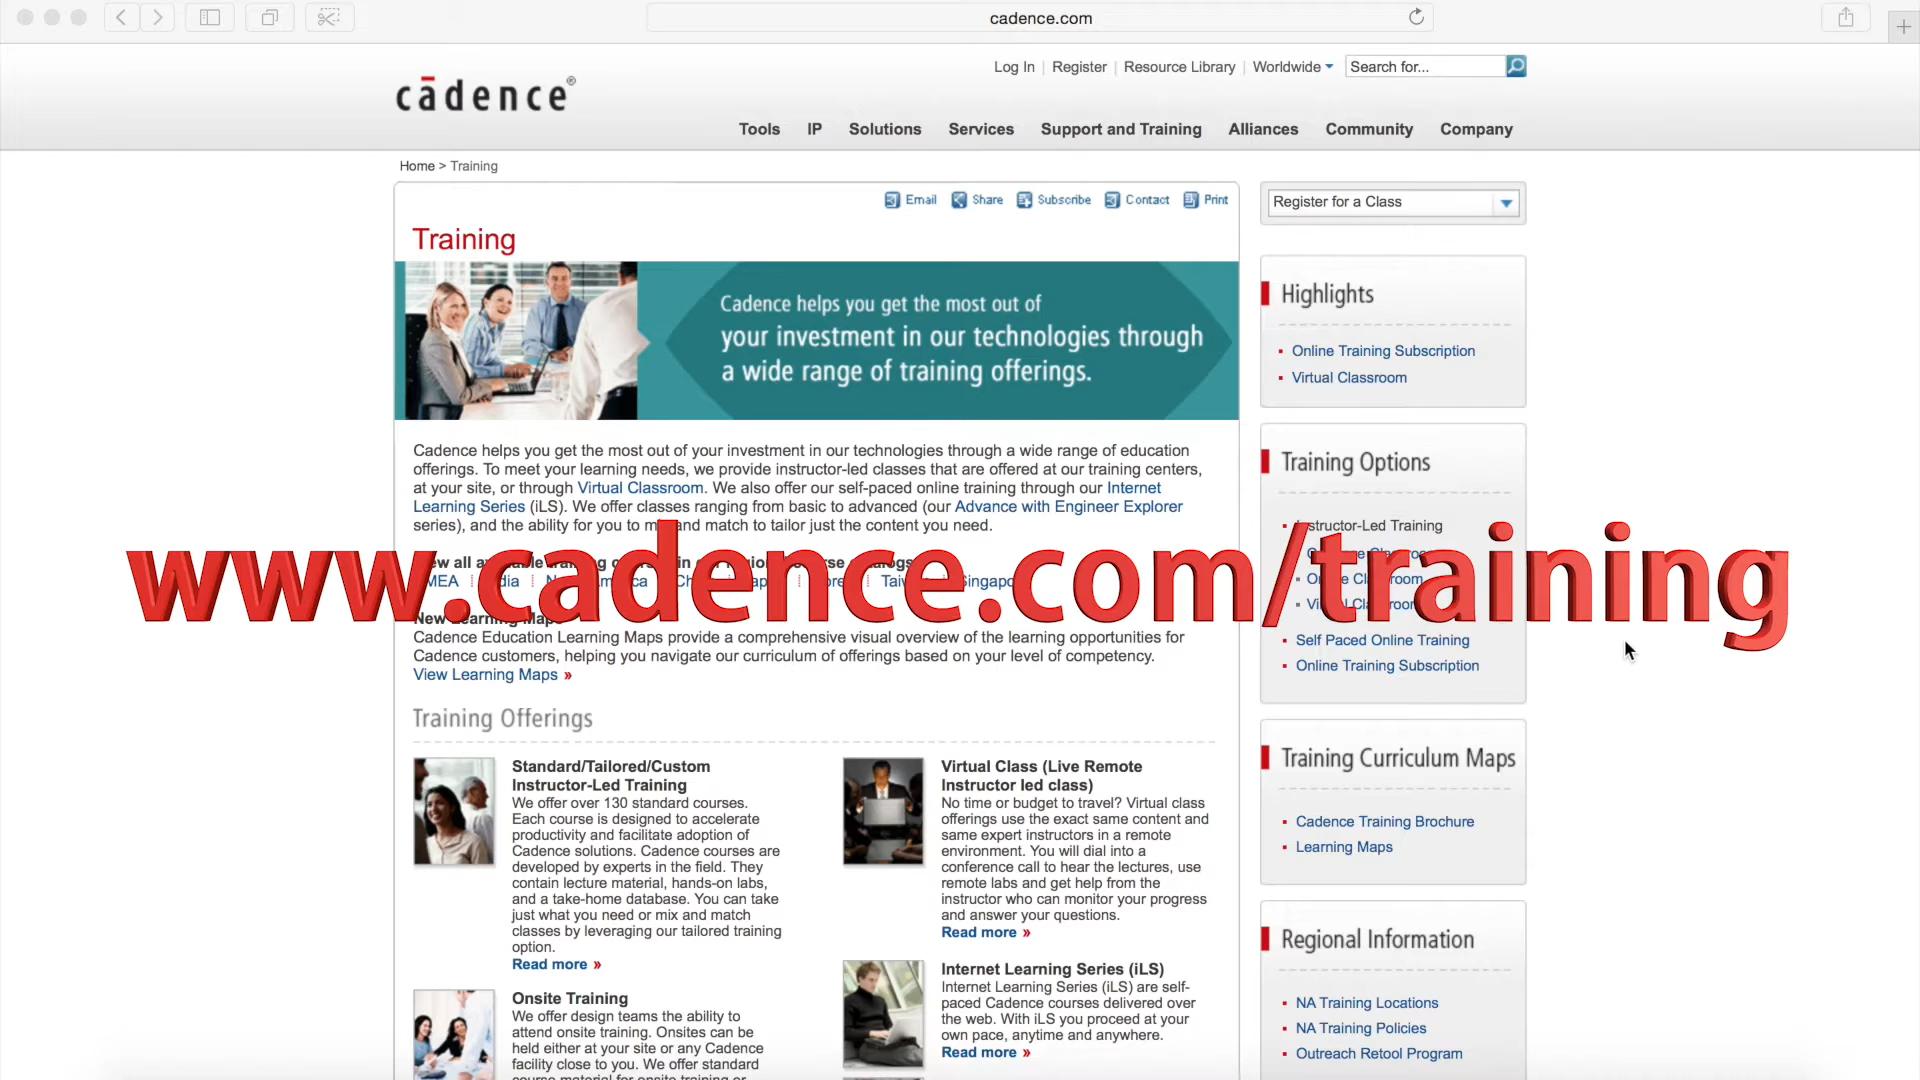 cadence.com
Log In | Register | Resource Library | Worldwide
Search for...
cādence®
Tools IP Solutions Services Support and Training Alliances Community Company
Home > Training
Email Share Subscribe Contact Print
Training
Cadence helps you get the most out of
your investment in our technologies through
a wide range of training offerings.
Cadence helps you get the most out of your investment in our technologies through a wide range of education
offerings. To meet your learning needs, we provide instructor-led classes that are offered at our training centers,
at your site, or through Virtual Classroom. We also offer our self-paced online training through our Internet
Learning Series (iLS). We offer classes ranging from basic to advanced (our Advance with Engineer Explorer
series), and the ability for you to and match to tailor just the content you need.
www.cadence.com/training
New Learning Maps
Cadence Education Learning Maps provide a comprehensive visual overview of the learning opportunities for
Cadence customers, helping you navigate our curriculum of offerings based on your level of competency.
View Learning Maps »
Training Offerings
Standard/Tailored/Custom
Instructor-Led Training
We offer over 130 standard courses.
Each course is designed to accelerate
productivity and facilitate adoption of
Cadence solutions. Cadence courses are
developed by experts in the field. They
contain lecture material, hands-on labs,
and a take-home database. You can take
just what you need or mix and match
classes by leveraging our tailored training
option.
Read more »
Onsite Training
We offer design teams the ability to
attend onsite training. Onsites can be
held either at your site or any Cadence
facility close to you. We offer standard
course material for onsite training or
Virtual Class (Live Remote
Instructor led class)
No time or budget to travel? Virtual class
offerings use the exact same content and
same expert instructors in a remote
environment. You will dial into a
conference call to hear the lectures, use
remote labs and get help from the
instructor who can monitor your progress
and answer your questions.
Read more »
Internet Learning Series (iLS)
Internet Learning Series (iLS) are self-
paced Cadence courses delivered over
the web. With iLS you proceed at your
own pace, anytime and anywhere.
Read more »
Register for a Class
Highlights
Online Training Subscription
Virtual Classroom
Training Options
Instructor-Led Training
Self Paced Online Training
Online Training Subscription
Training Curriculum Maps
Cadence Training Brochure
Learning Maps
Regional Information
NA Training Locations
NA Training Policies
Outreach Retool Program